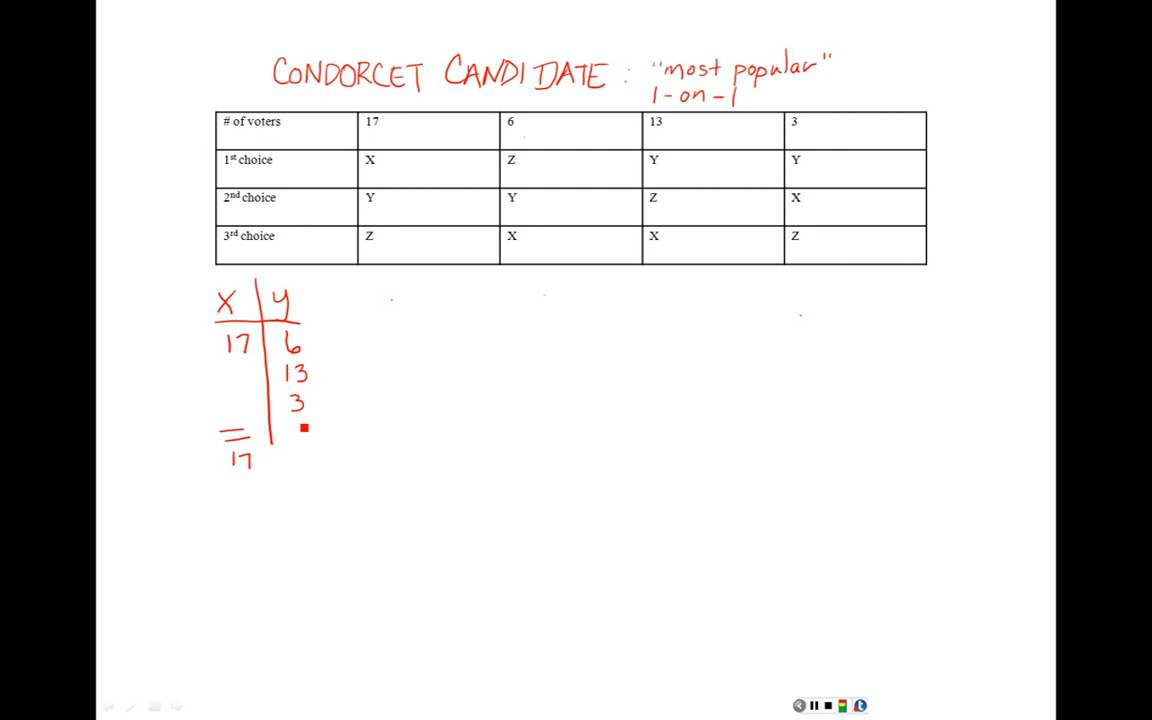 CONDORCET CANDIDATE : "most popular"
1-on-1
# of voters 17 6 13 3
1st choice X Z Y Y
2nd choice Y Y Z X
3rd choice Z X X Z
X Y
17 6
13
3
17